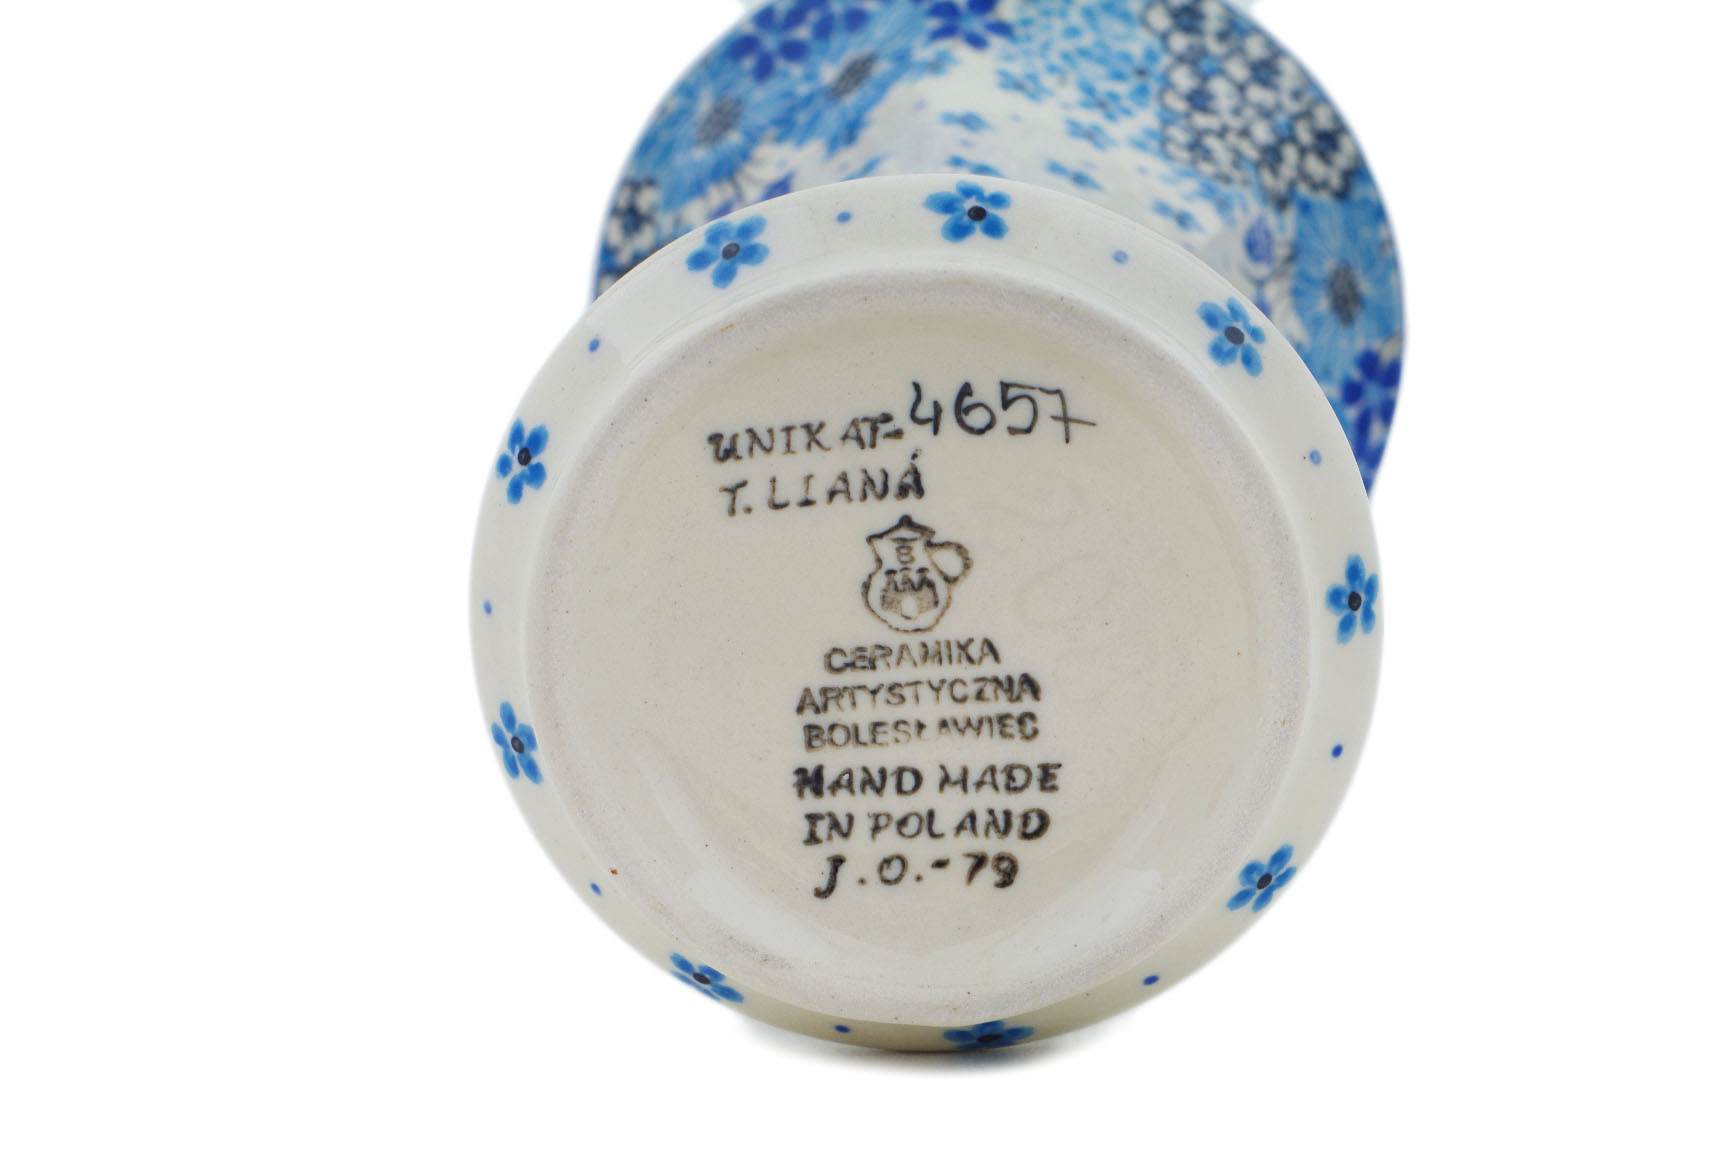 UNIKAT-4657
T. LIANA
B
CERAMIKA
ARTYSTYCZNA
BOLESŁAWIEC
HAND MADE
IN POLAND
J.O.-79